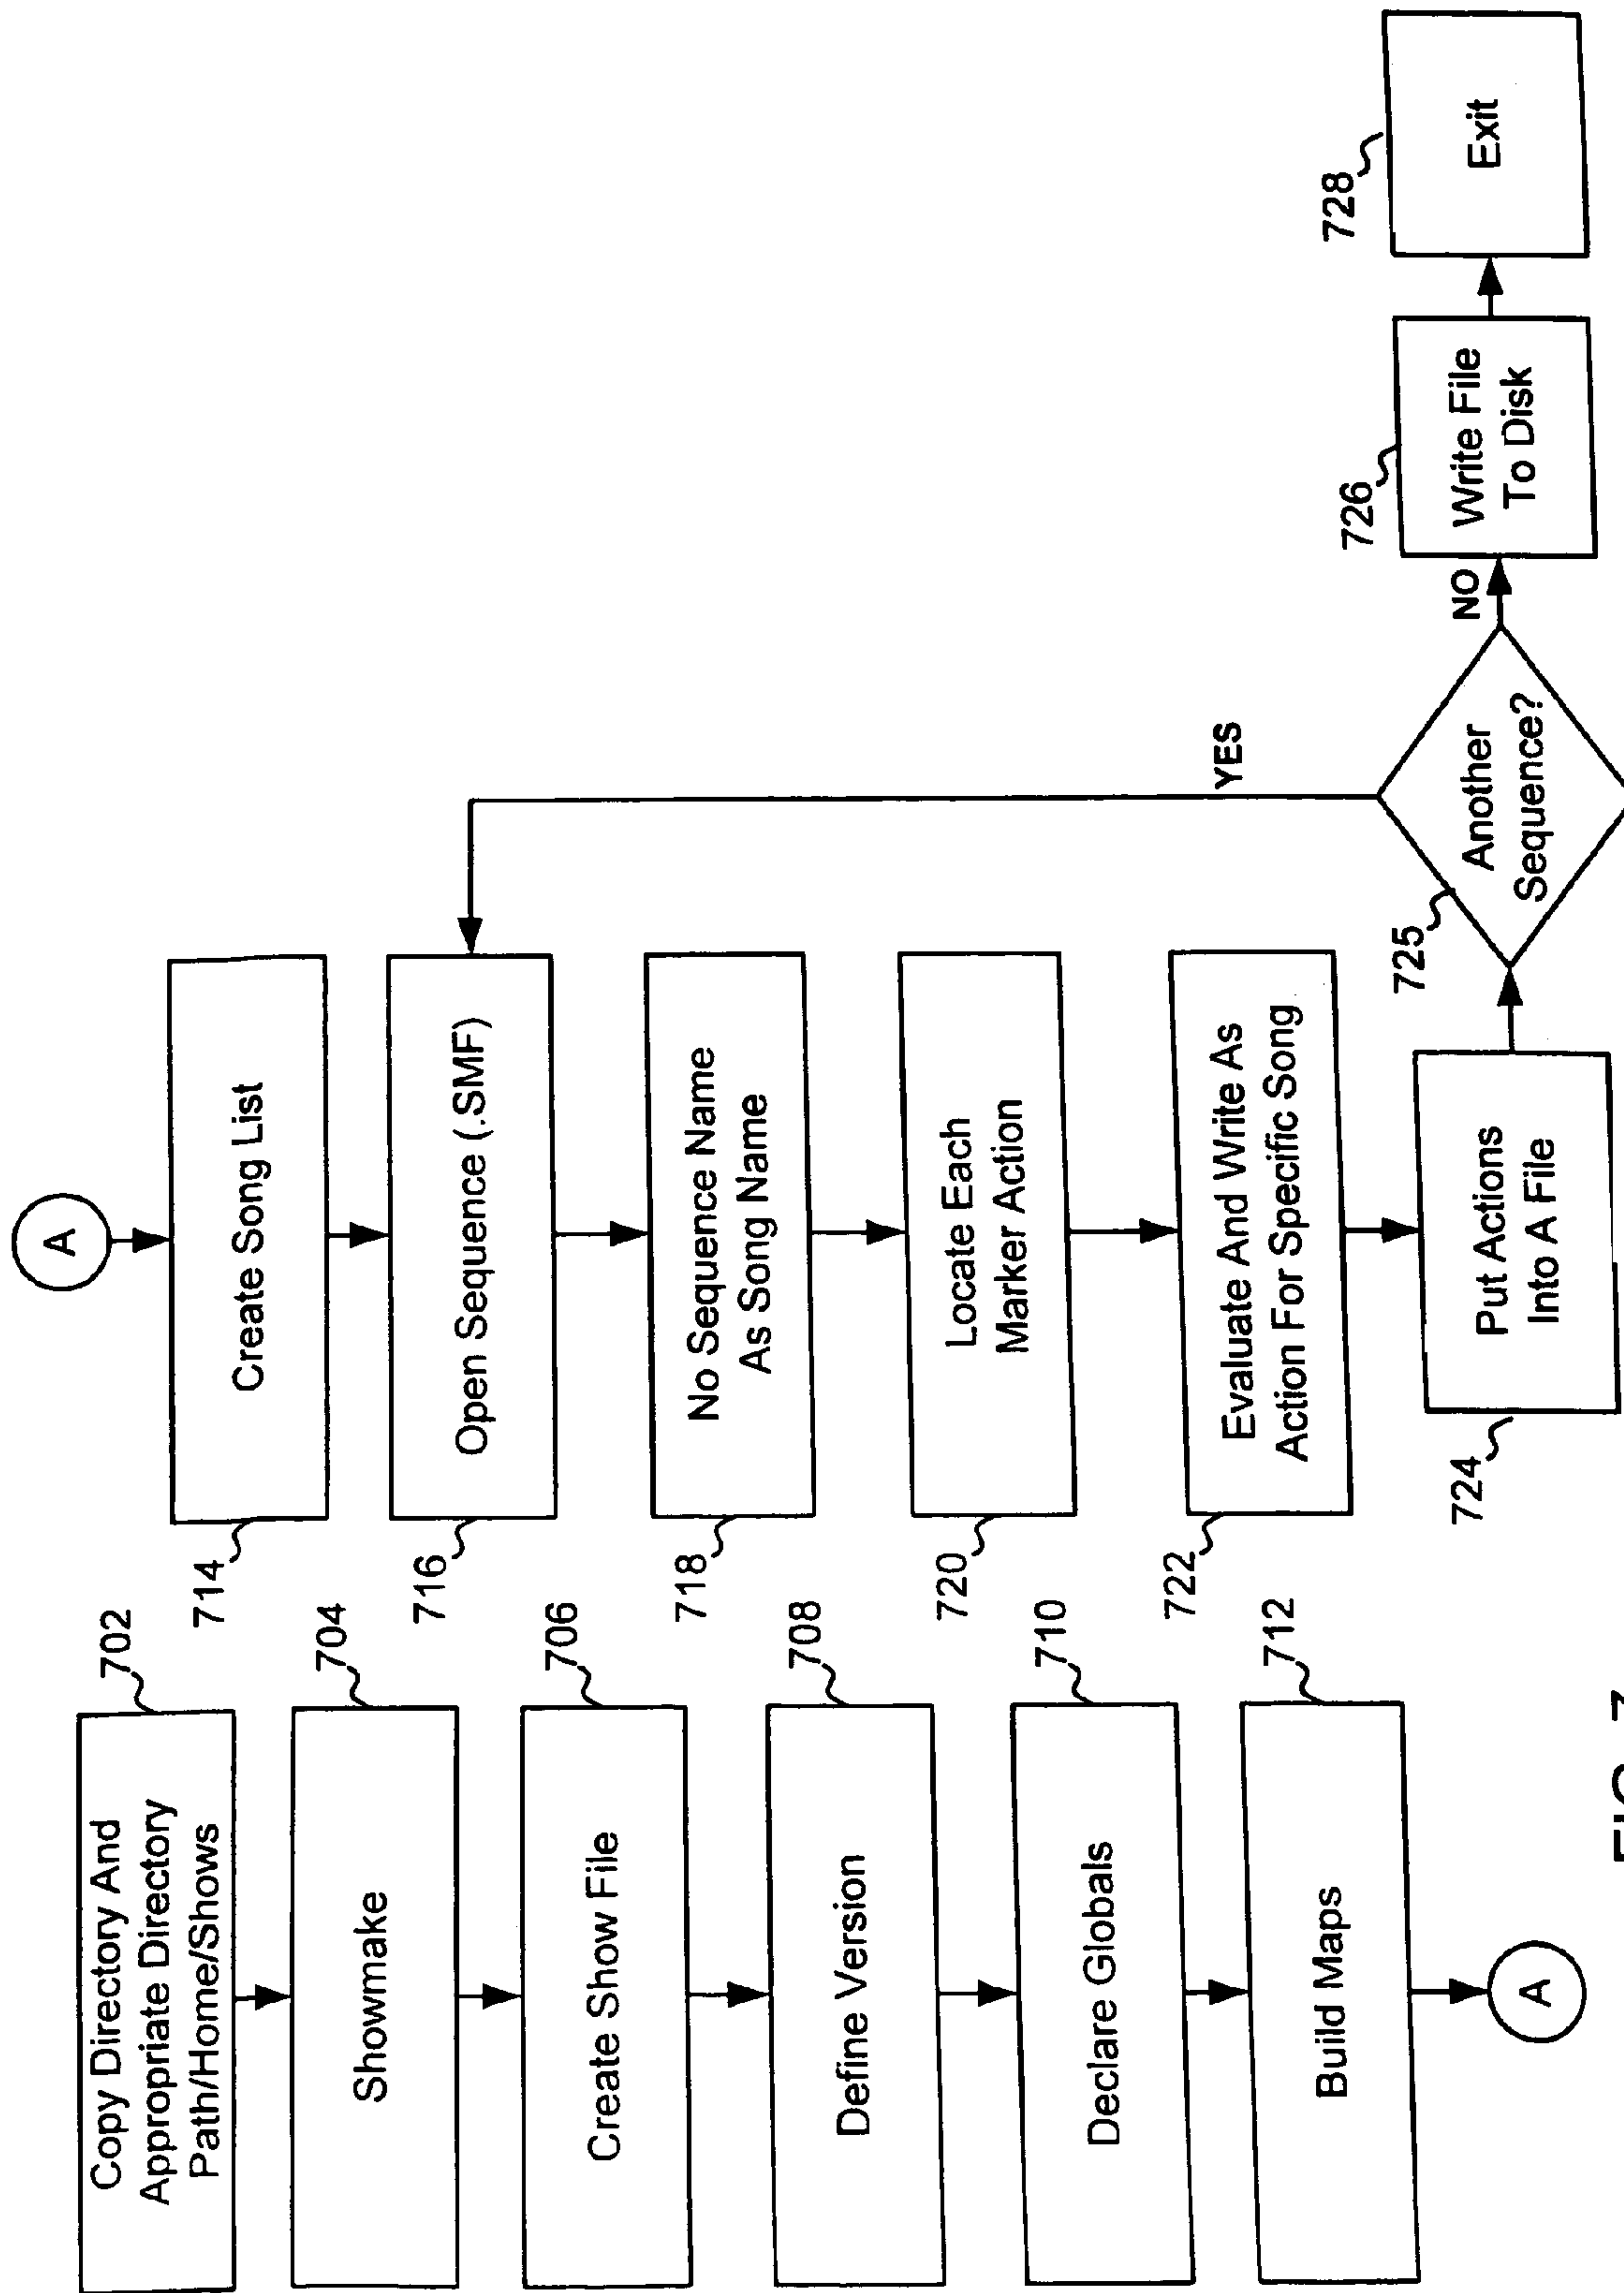 Copy Directory And
Appropriate Directory
Path/Home/Shows
702
Showmake
704
Create Show File
706
Define Version
708
Declare Globals
710
Build Maps
712
A
A
Create Song List
714
Open Sequence (.SMF)
716
No Sequence Name
As Song Name
718
Locate Each
Marker Action
720
Evaluate And Write As
Action For Specific Song
722
Put Actions
Into A File
724
Another
Sequence?
725
YES
NO
Write File
To Disk
726
Exit
728
FIG. 7